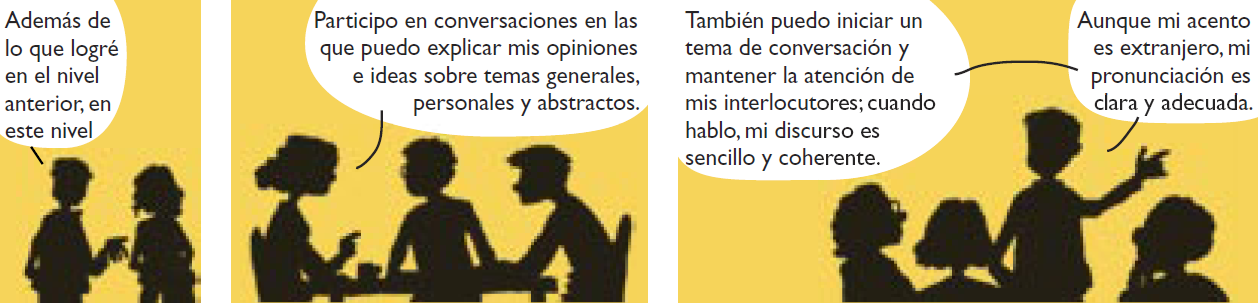 Además de
lo que logré
en el nivel
anterior, en
este nivel
Participo en conversaciones en las
que puedo explicar mis opiniones
e ideas sobre temas generales,
personales y abstractos.
También puedo iniciar un
tema de conversación y
mantener la atención de
mis interlocutores; cuando
hablo, mi discurso es
sencillo y coherente.
Aunque mi acento
es extranjero, mi
pronunciación es
clara y adecuada.